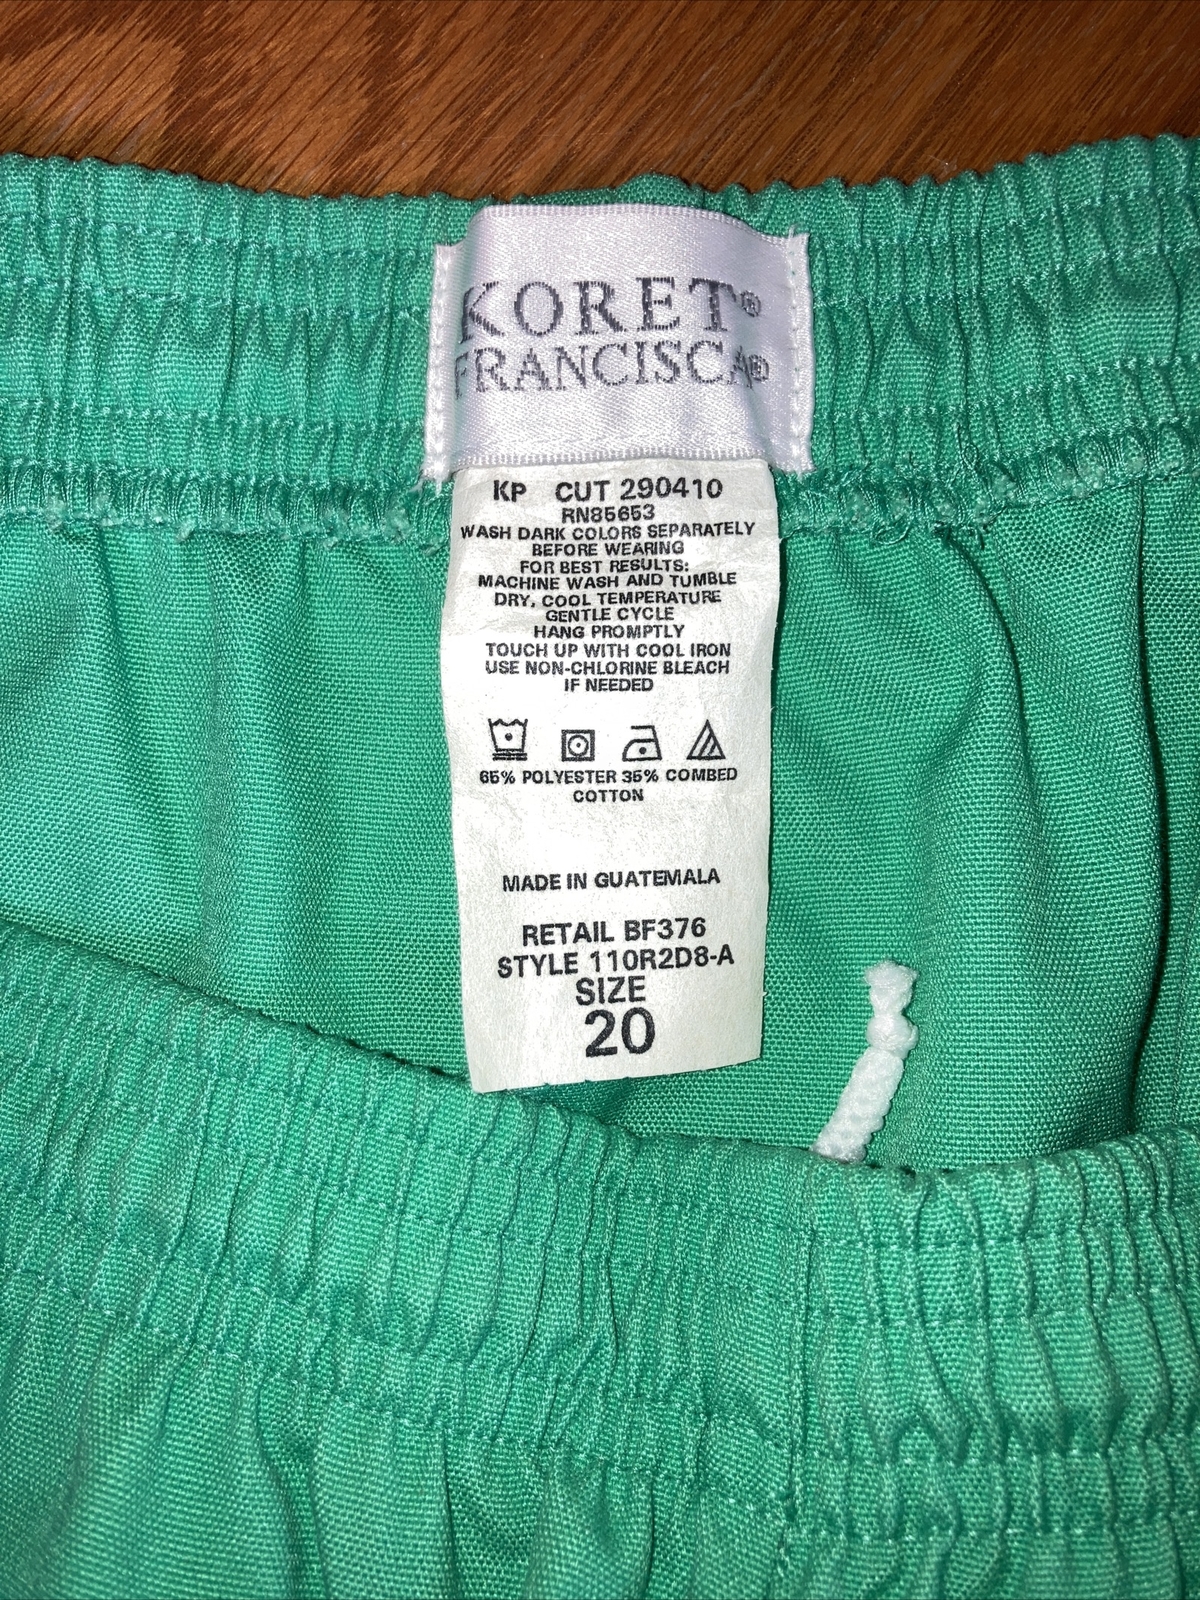 KORET®
FRANCISCA®
KP CUT 290410
RN85653
WASH DARK COLORS SEPARATELY
BEFORE WEARING
FOR BEST RESULTS:
MACHINE WASH AND TUMBLE
DRY, COOL TEMPERATURE
GENTLE CYCLE
HANG PROMPTLY
TOUCH UP WITH COOL IRON
USE NON-CHLORINE BLEACH
IF NEEDED
65% POLYESTER 35% COMBED
COTTON
MADE IN GUATEMALA
RETAIL BF376
STYLE 110R2D8-A
SIZE
20